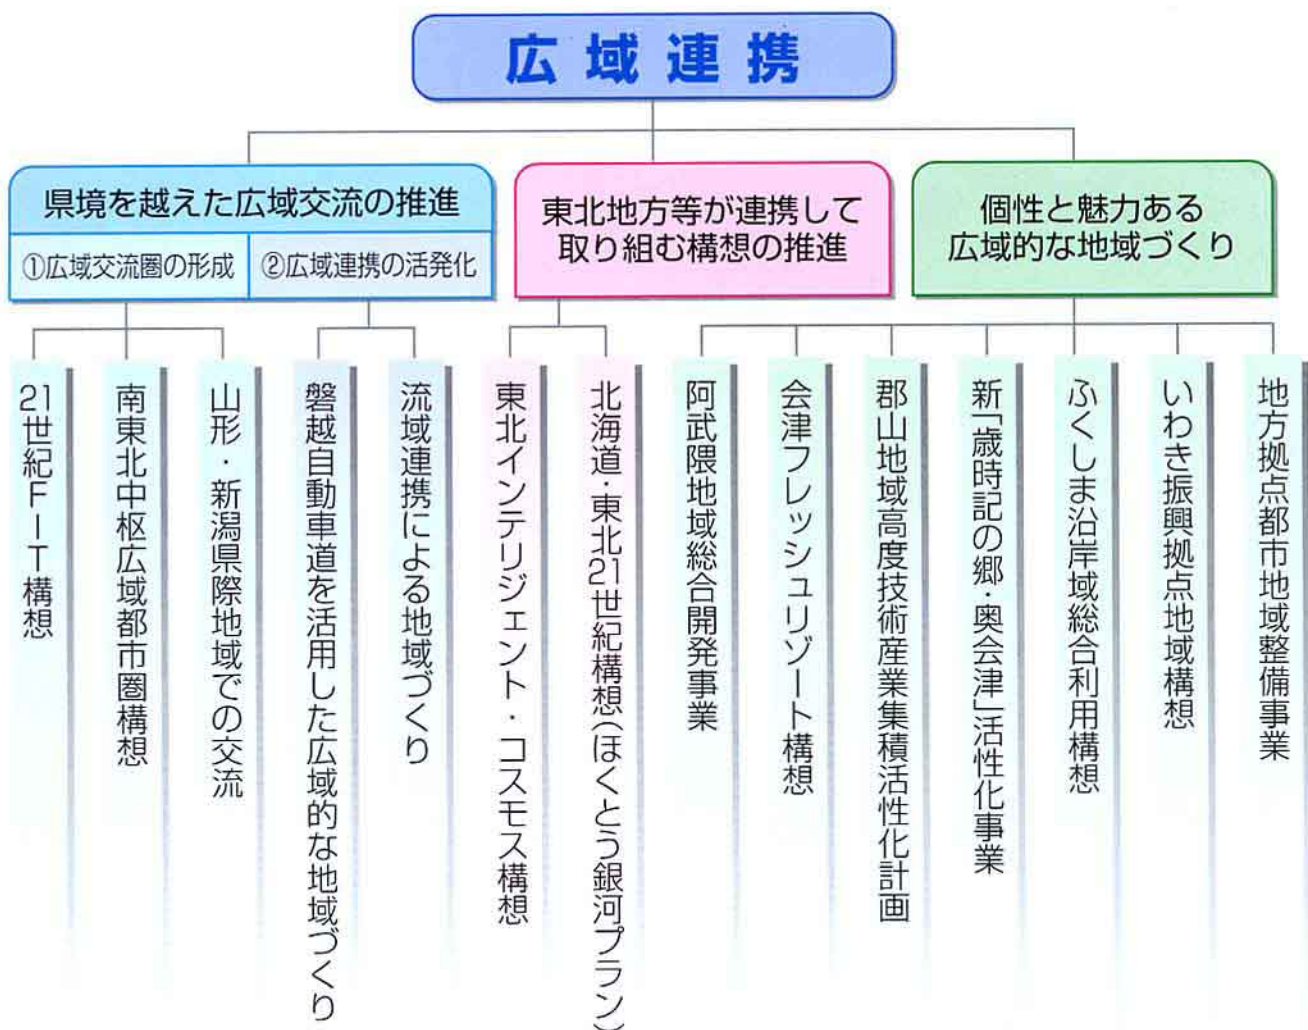 広域連携
県境を越えた広域交流の推進
①広域交流圏の形成
②広域連携の活発化
東北地方等が連携して
取り組む構想の推進
個性と魅力ある
広域的な地域づくり
21世紀FIT構想
南東北中枢広域都市圏構想
山形・新潟県際地域での交流
磐越自動車道を活用した広域的な地域づくり
流域連携による地域づくり
東北インテリジェント・コスモス構想
北海道・東北21世紀構想(ほくとう銀河プラン)
阿武隈地域総合開発事業
会津フレッシュリゾート構想
郡山地域高度技術産業集積活性化計画
新「歳時記の郷・奥会津」活性化事業
ふくしま沿岸域総合利用構想
いわき振興拠点地域構想
地方拠点都市地域整備事業